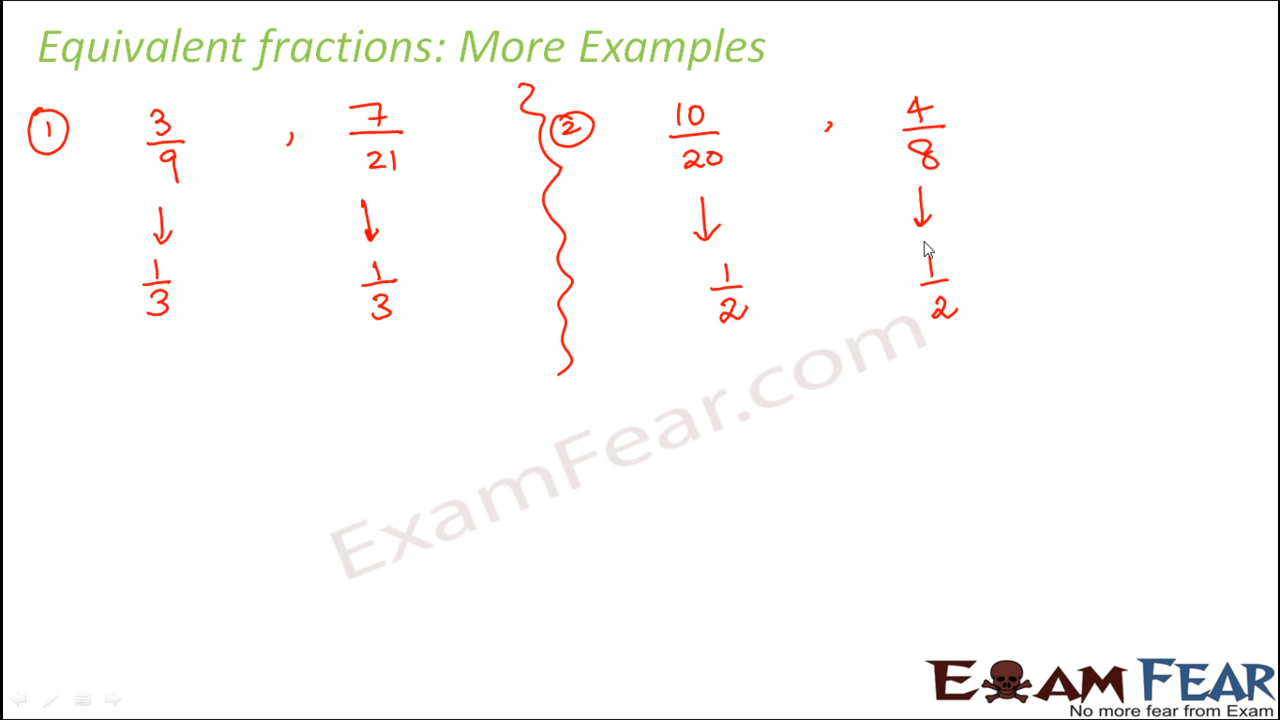 Equivalent fractions: More Examples
① 3/9 , 7/21
↓ ↓
1/3 1/3
② 10/20 , 4/8
↓ ↓
1/2 1/2
ExamFear.com
EXAM FEAR
No more fear from Exam